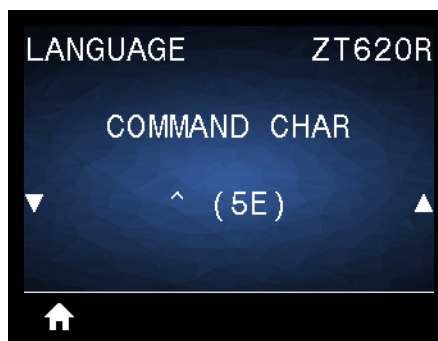 LANGUAGE ZT620R
COMMAND CHAR
▼ ^ (5E) ▲